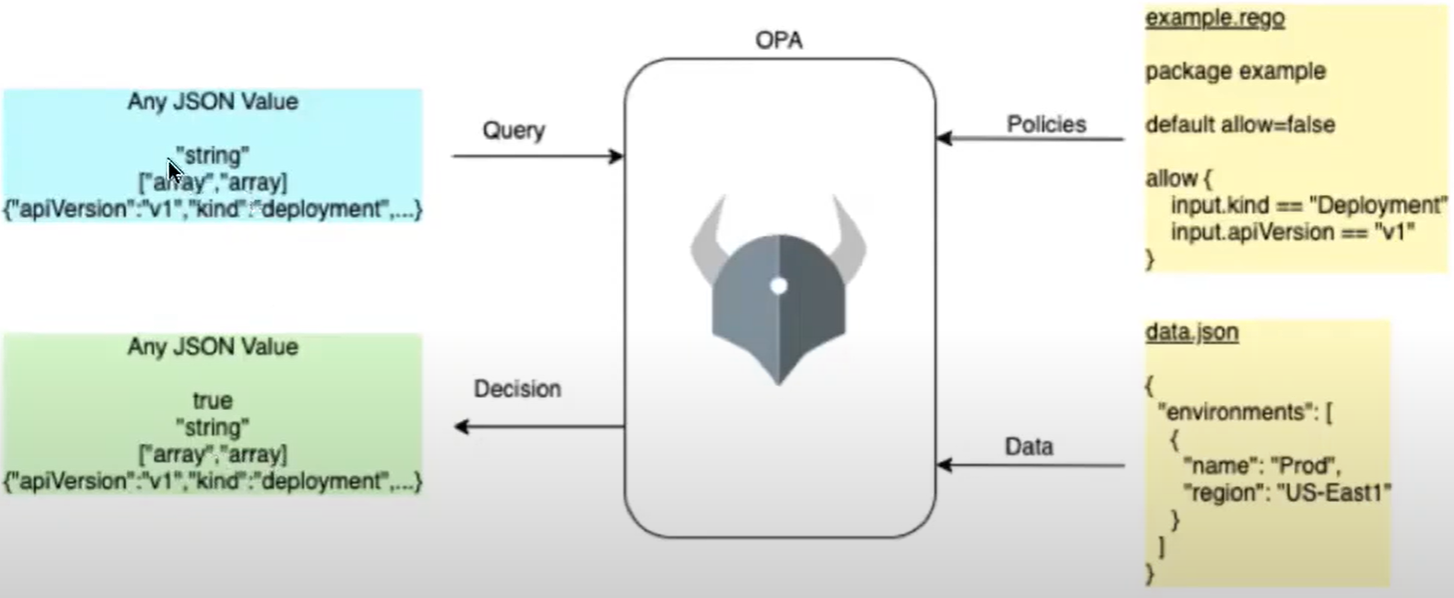 OPA
Any JSON Value
"string"
["array","array]
{"apiVersion":"v1","kind":"deployment",...}
Query
Any JSON Value
true
"string"
["array","array]
{"apiVersion":"v1","kind":"deployment",...}
Decision
Policies
example.rego
package example
default allow=false
allow {
input.kind == "Deployment"
input.apiVersion == "v1"
}
Data
data.json
{
"environments": [
{
"name": "Prod",
"region": "US-East1"
}
]
}